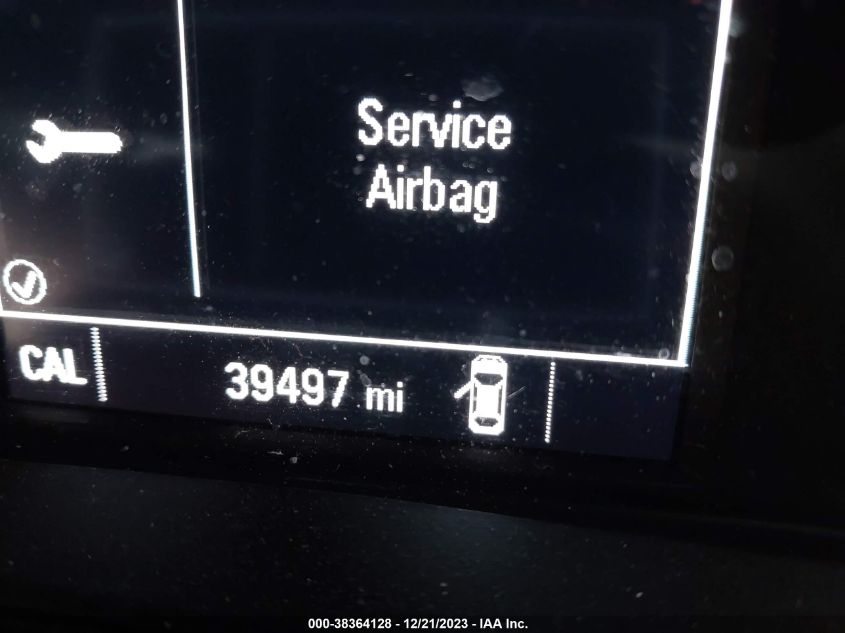 Service
Airbag
CAL
39497 mi
000-38364128 - 12/21/2023 - IAA Inc.